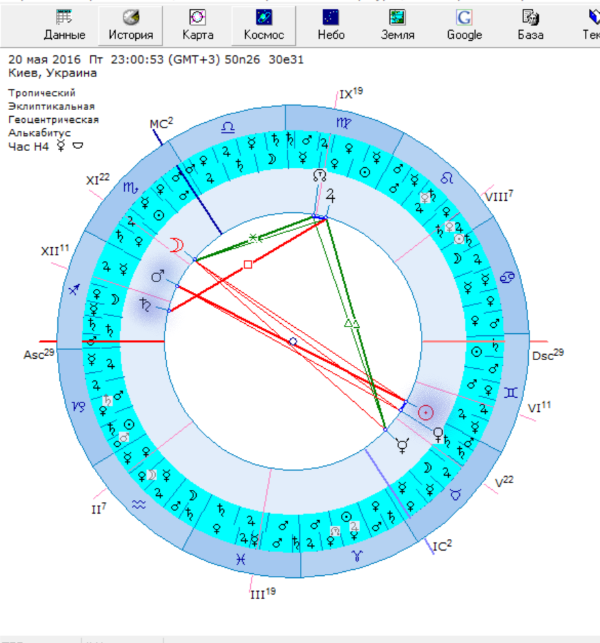 Данные История Карта Космос Небо Земля Google База Тек
20 мая 2016 Пт 23:00:53 (GMT+3) 50n26 30e31
Киев, Украина
Тропический
Эклиптикальная
Геоцентрическая
Алькабитус
Час H4 ☿ ♉
IX19
MC2
XI22
VIII7
XII11
Asc29
Dsc29
VI11
V22
II7
IC2
III19